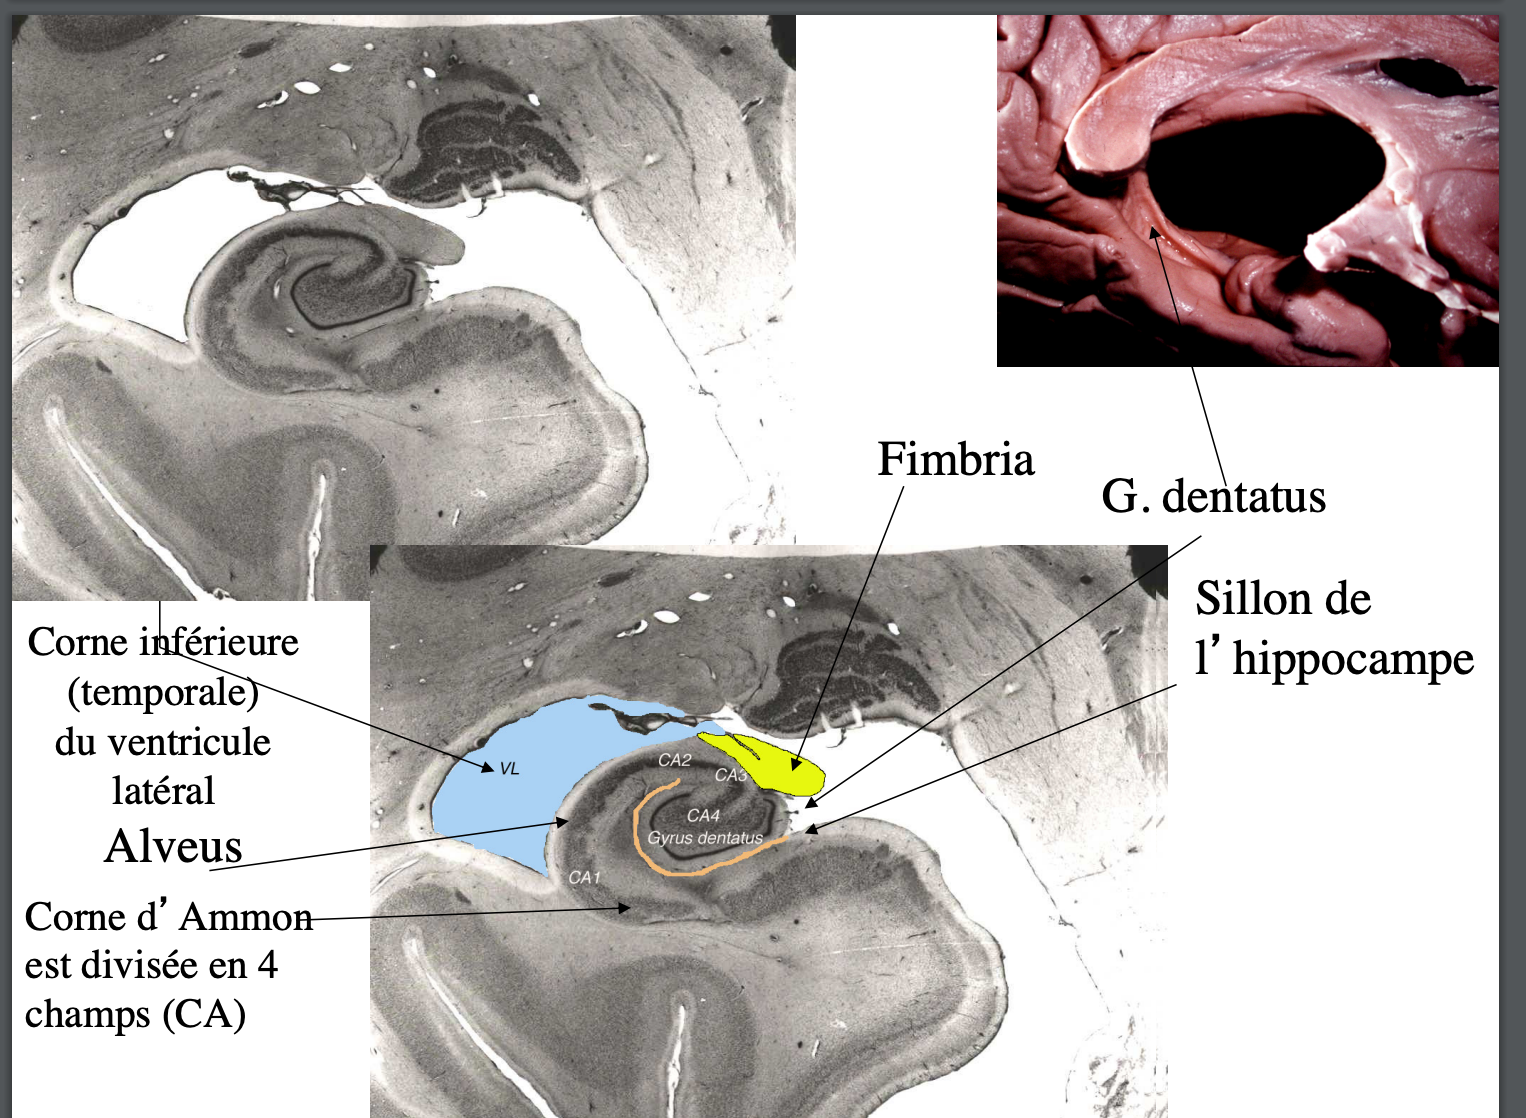 Fimbria
G. dentatus
Sillon de
l’ hippocampe
Corne inférieure
(temporale)
du ventricule
latéral
Alveus
Corne d’ Ammon
est divisée en 4
champs (CA)
VL
CA2
CA3
CA4
Gyrus dentatus
CA1